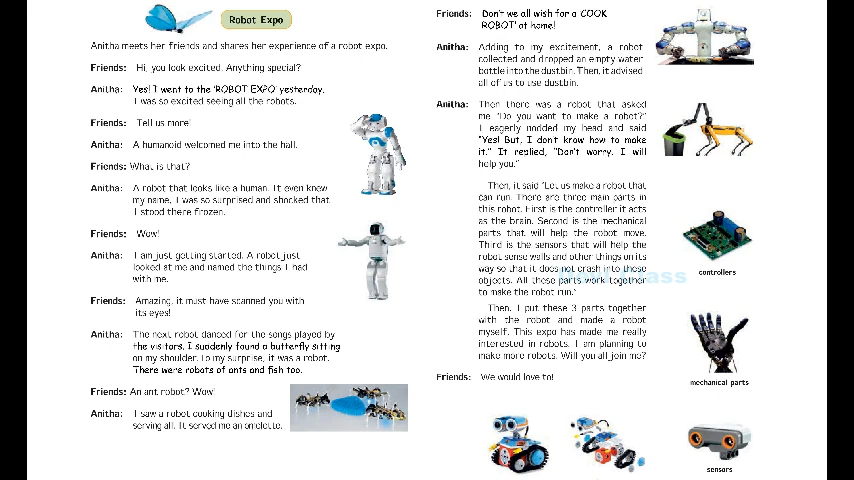 Robot Expo
Anitha meets her friends and shares her experience of a robot expo.
Friends: Hi, you look excited. Anything special?
Anitha: Yes! I went to the 'ROBOT EXPO' yesterday.
I was so excited seeing all the robots.
Friends: Tell us more!
Anitha: A humanoid welcomed me into the hall.
Friends: What is that?
Anitha: A robot that looks like a human. It even knew
my name. I was so surprised and shocked that
I stood there frozen.
Friends: Wow!
Anitha: I am just getting started. A robot just
looked at me and named the things I had
with me.
Friends: Amazing, it must have scanned you with
its eyes!
Anitha: The next robot danced for the songs played by
the visitors. I suddenly found a butterfly sitting
on my shoulder. To my surprise, it was a robot.
There were robots of ants and fish too.
Friends: An ant robot? Wow!
Anitha: I saw a robot cooking dishes and
serving all. It served me an omelette.
Friends: Don't we all wish for a 'COOK
ROBOT' at home!
Anitha: Adding to my excitement, a robot
collected and dropped an empty water
bottle into the dustbin. Then, it advised
all of us to use dustbin.
Anitha: Then there was a robot that asked
me "Do you want to make a robot?"
I eagerly nodded my head and said
"Yes! But, I don't know how to make
it." It replied, "Don't worry. I will
help you."
Then, it said "Let us make a robot that
can run. There are three main parts in
this robot. First is the controller it acts
as the brain. Second is the mechanical
parts that will help the robot move.
Third is the sensors that will help the
robot sense walls and other things on its
way so that it does not crash into these
objects. All these parts work together
to make the robot run."
Then, I put these 3 parts together
with the robot and made a robot
myself. This expo has made me really
interested in robots. I am planning to
make more robots. Will you all join me?
Friends: We would love to!
controllers
mechanical parts
sensors